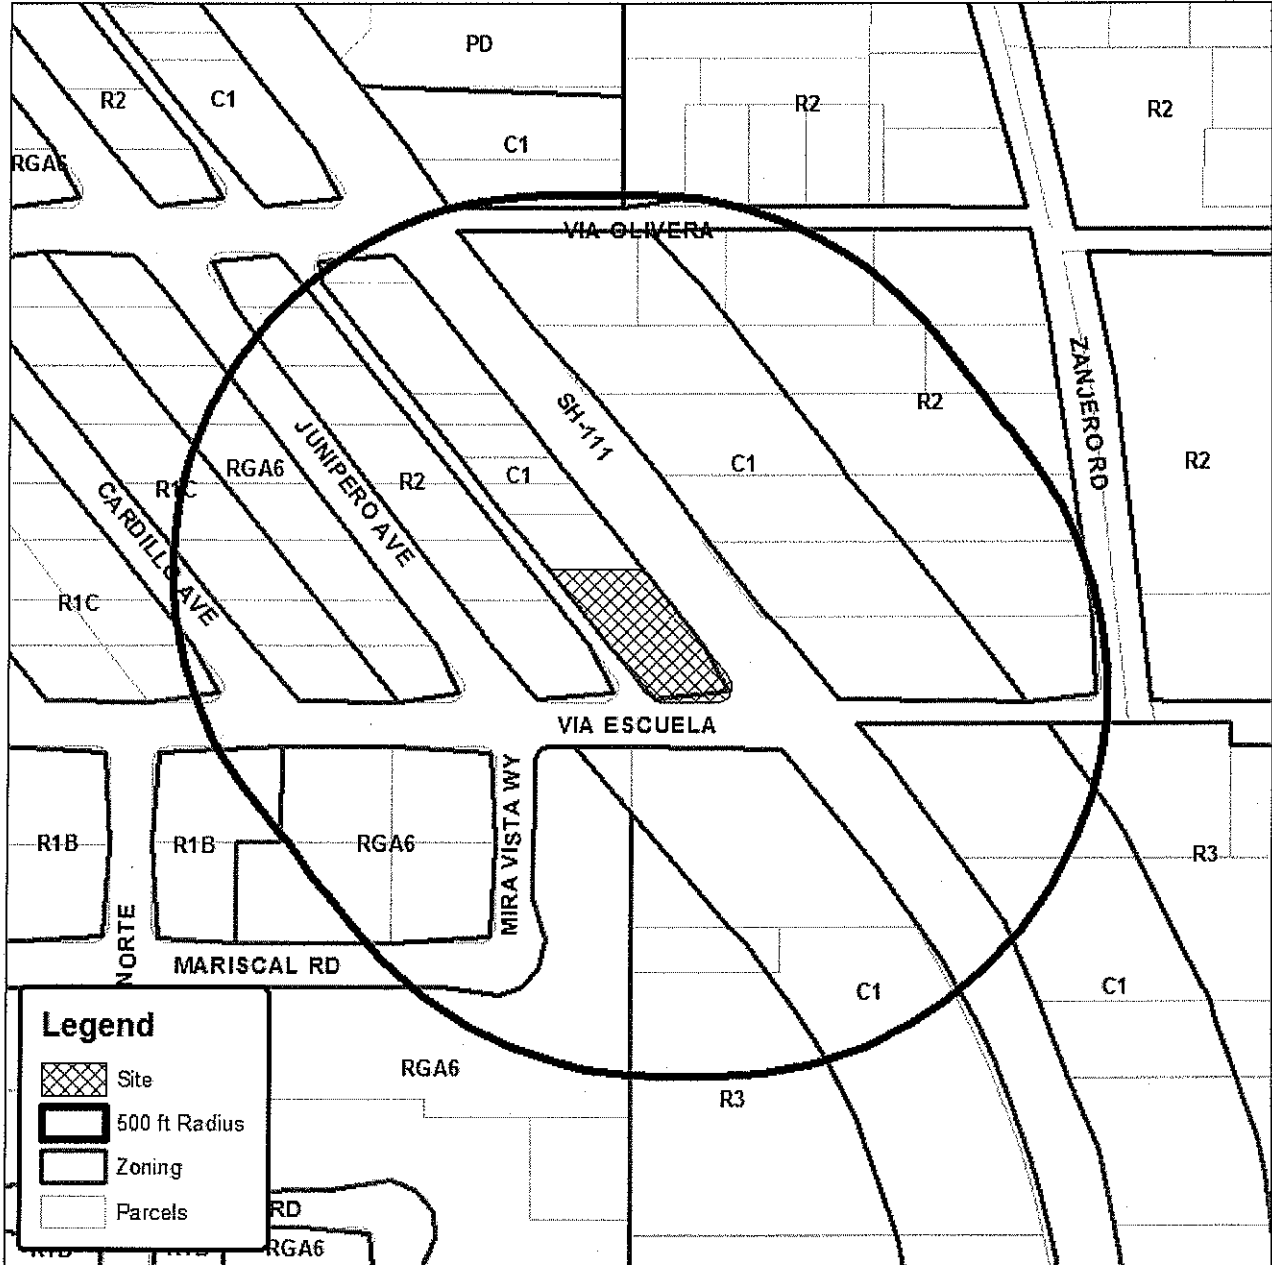 PD
R2
C1
R2
R2
C1
RGA6
VIA OLIVERA
ZANJERO RD
R2
SH-111
JUNIPERO AVE
C1
R2
RGA6
R2
C1
R1C
CARDILLO AVE
R1C
VIA ESCUELA
MIRA VISTA WY
R1B
R1B
RGA6
R3
NORTE
MARISCAL RD
C1
C1
RGA6
R3
Legend
Site
500 ft Radius
Zoning
Parcels
RD
RGA6